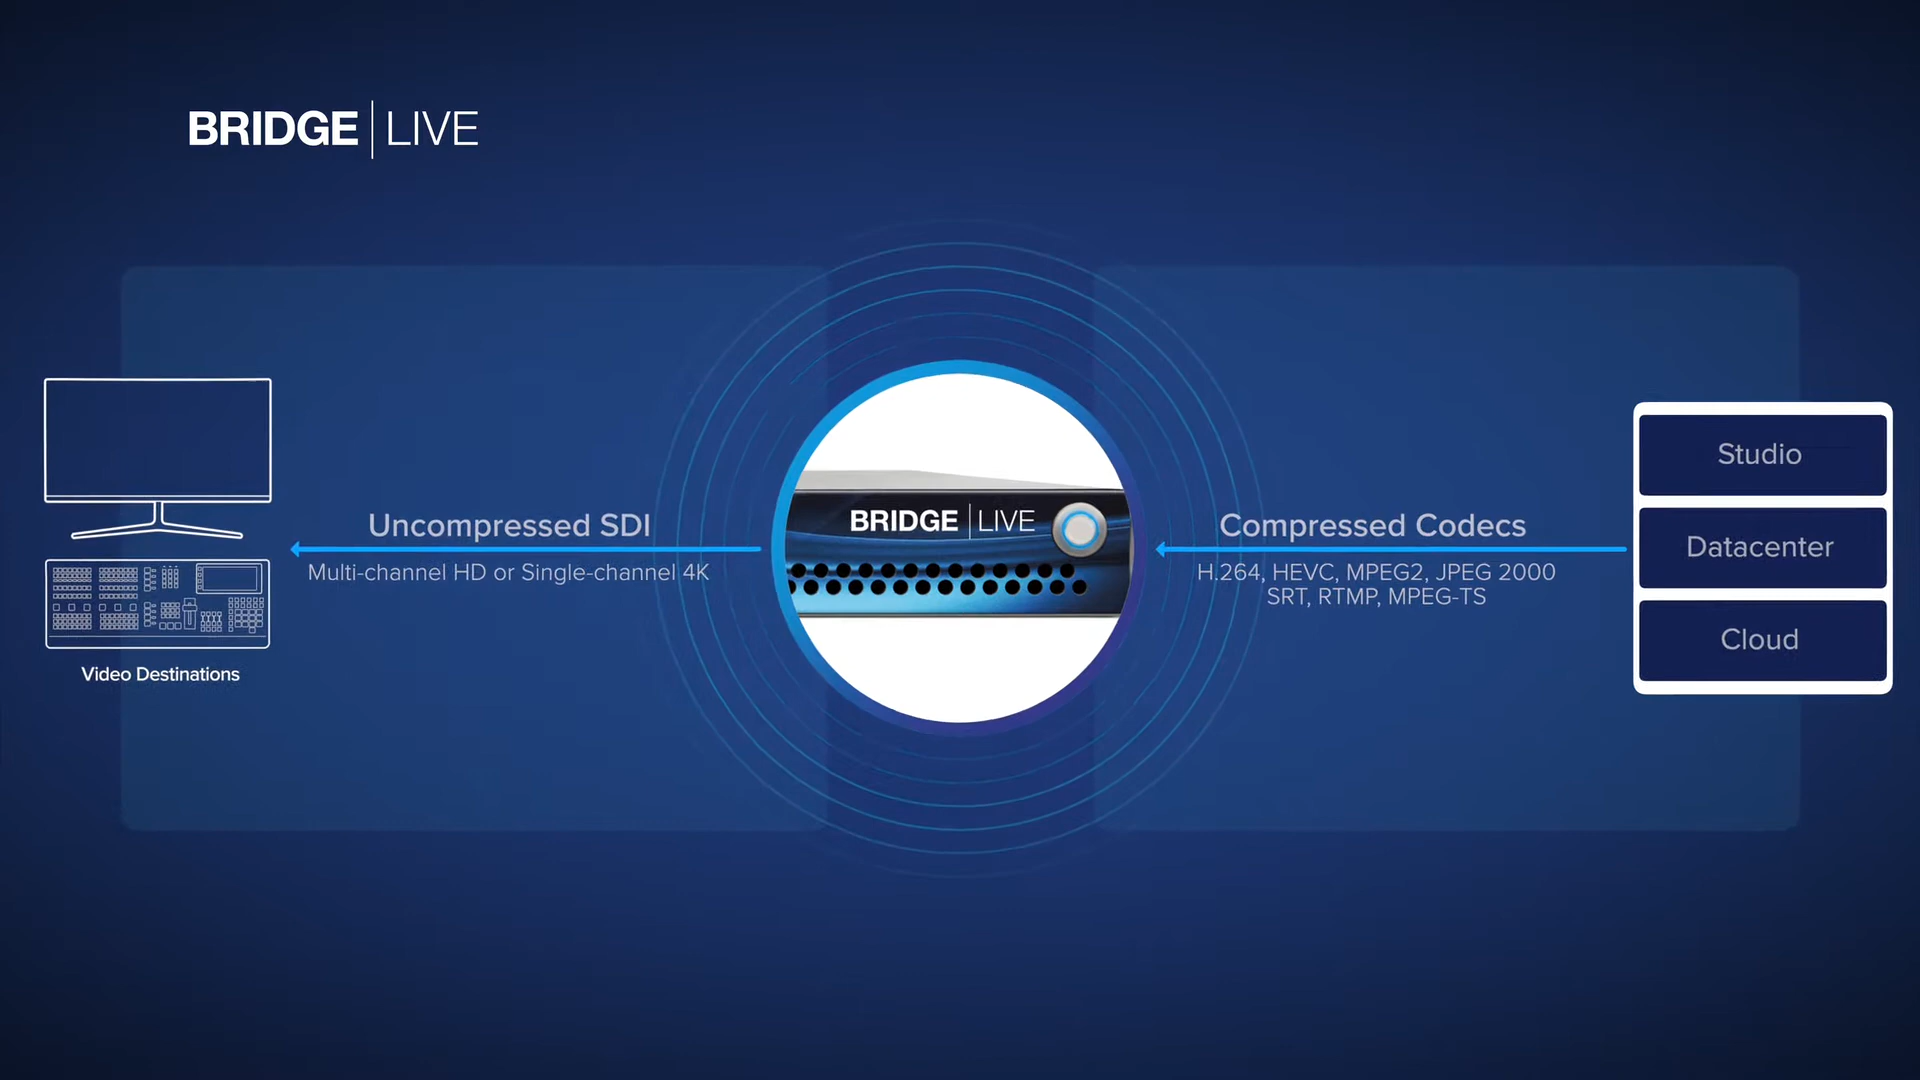 BRIDGE | LIVE
Uncompressed SDI
Multi-channel HD or Single-channel 4K
Video Destinations
BRIDGE | LIVE
Compressed Codecs
H.264, HEVC, MPEG2, JPEG 2000
SRT, RTMP, MPEG-TS
Studio
Datacenter
Cloud